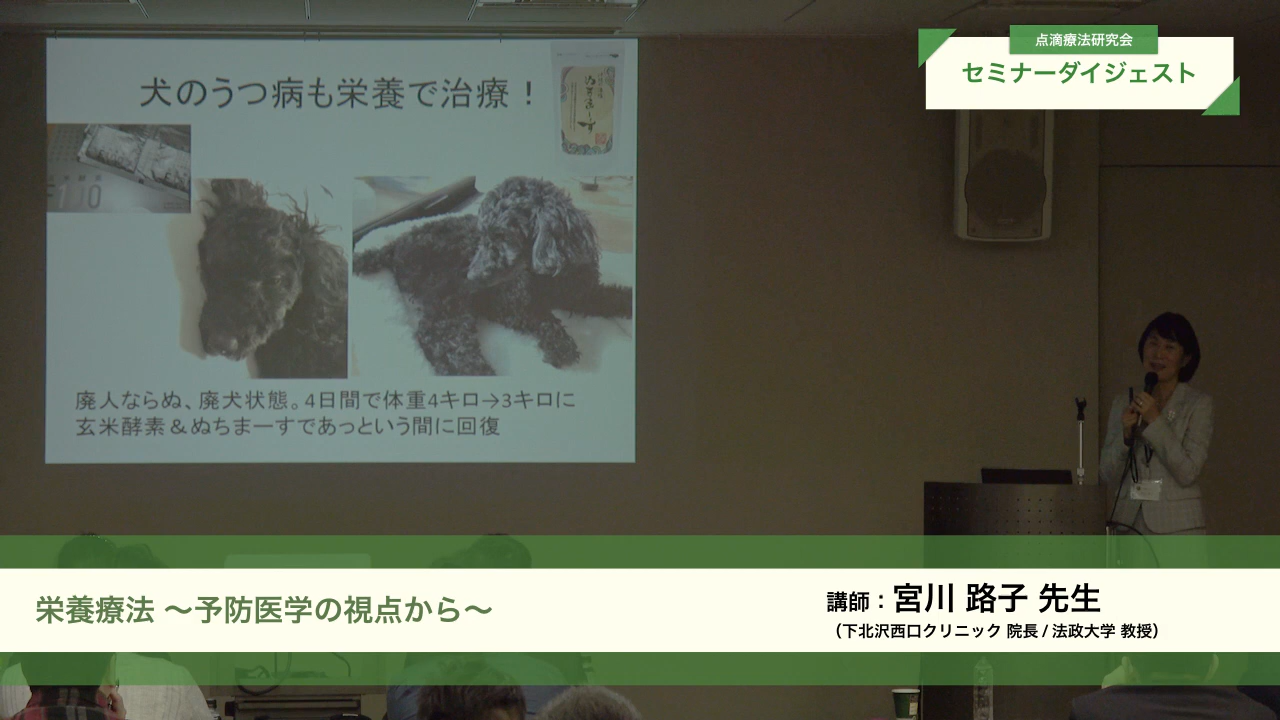 点滴療法研究会
セミナーダイジェスト
犬のうつ病も栄養で治療！
ぬちまーす
廃人ならぬ、廃犬状態。4日間で体重4キロ→3キロに
玄米酵素＆ぬちまーすであっという間に回復
栄養療法 〜予防医学の視点から〜
講師：宮川 路子 先生
（下北沢西口クリニック 院長 / 法政大学 教授）